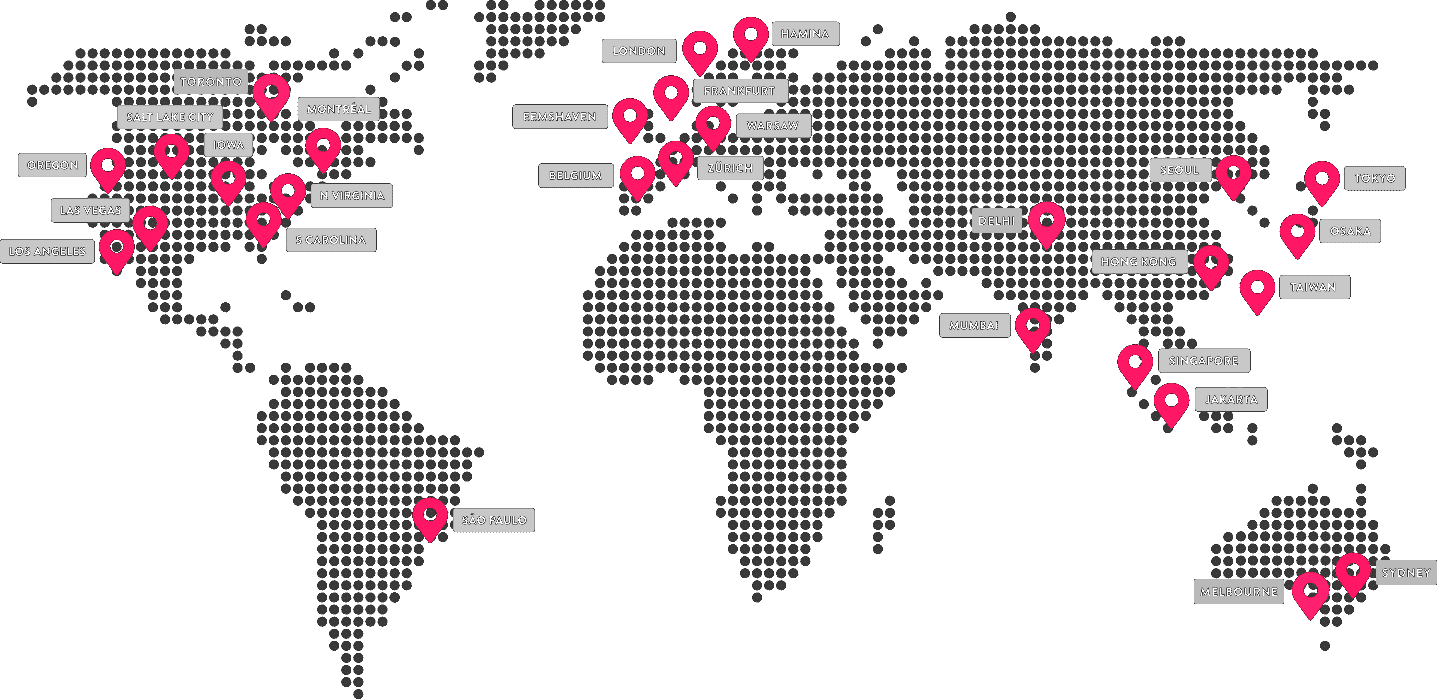 HAMINA
LONDON
TORONTO
FRANKFURT
MONTRÉAL
SALT LAKE CITY
EEMSHAVEN
WARSAW
IOWA
OREGON
ZÜRICH
SEOUL
BELGIUM
TOKYO
N VIRGINIA
LAS VEGAS
DELHI
OSAKA
S CAROLINA
LOS ANGELES
HONG KONG
TAIWAN
MUMBAI
SINGAPORE
JAKARTA
SÃO PAULO
SYDNEY
MELBOURNE